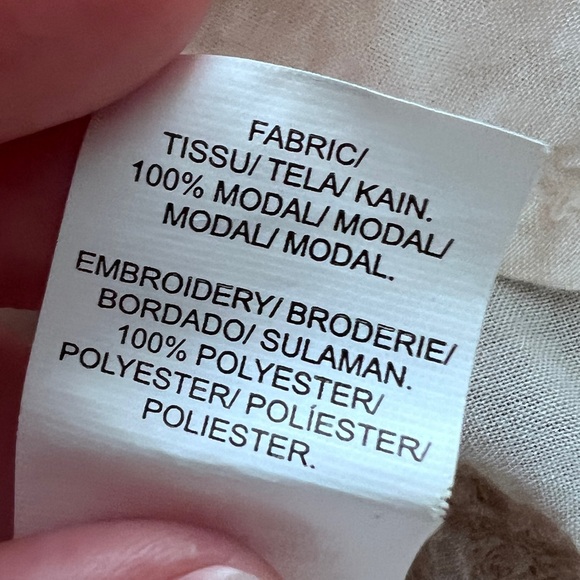 FABRIC/
TISSU/ TELA/ KAIN.
100% MODAL/ MODAL/
MODAL/ MODAL.
EMBROIDERY/ BRODERIE/
BORDADO/ SULAMAN.
100% POLYESTER/
POLYESTER/ POLÍESTER/
POLIESTER.